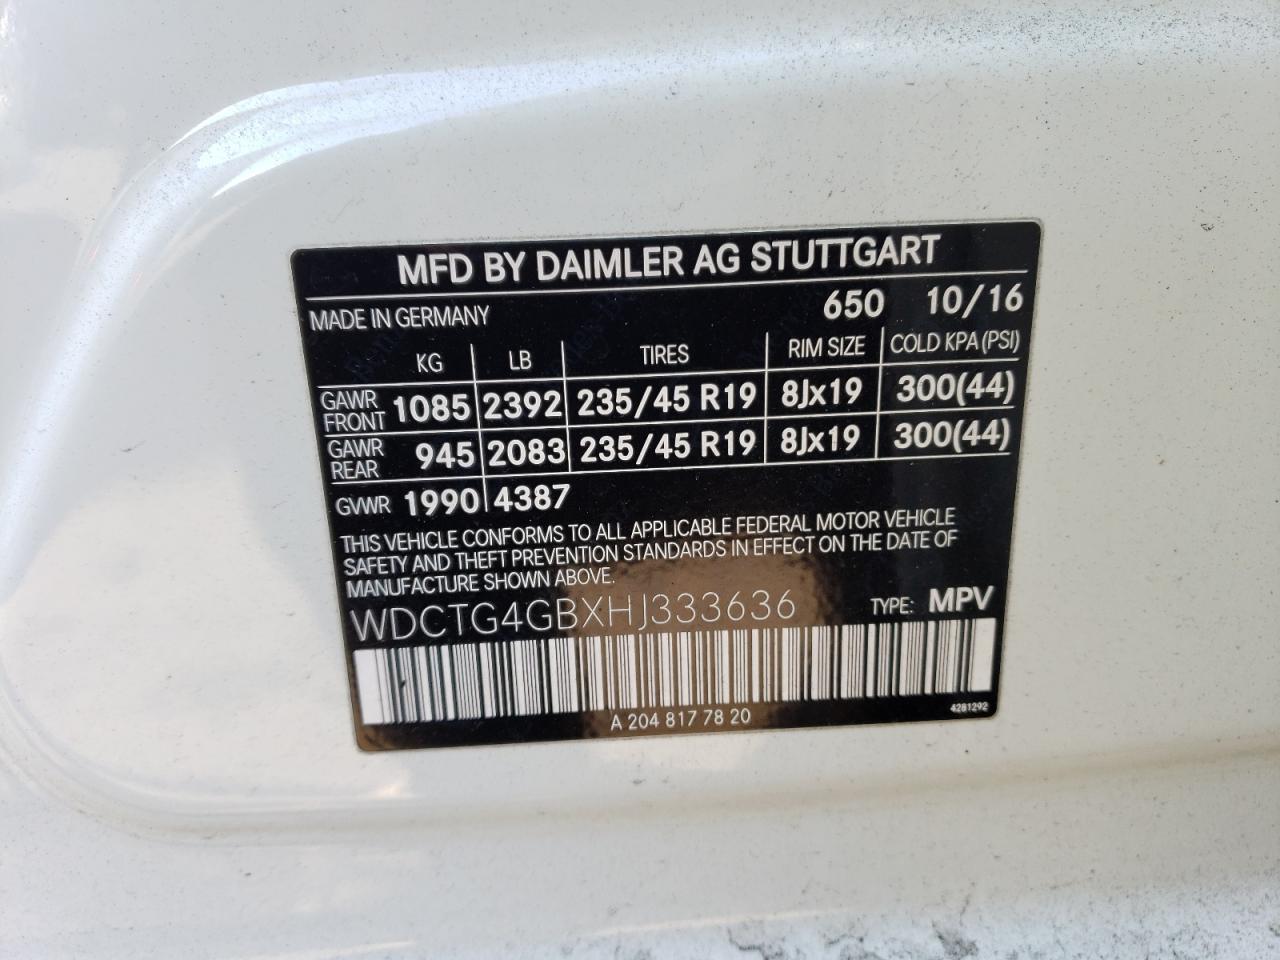 MFD BY DAIMLER AG STUTTGART
MADE IN GERMANY 650 10/16
KG LB TIRES RIM SIZE COLD KPA (PSI)
GAWR FRONT 1085 2392 235/45 R19 8Jx19 300(44)
GAWR REAR 945 2083 235/45 R19 8Jx19 300(44)
GVWR 1990 4387
THIS VEHICLE CONFORMS TO ALL APPLICABLE FEDERAL MOTOR VEHICLE
SAFETY AND THEFT PREVENTION STANDARDS IN EFFECT ON THE DATE OF
MANUFACTURE SHOWN ABOVE.
WDCTG4GBXHJ333636 TYPE: MPV
A 204 817 78 20 4281292